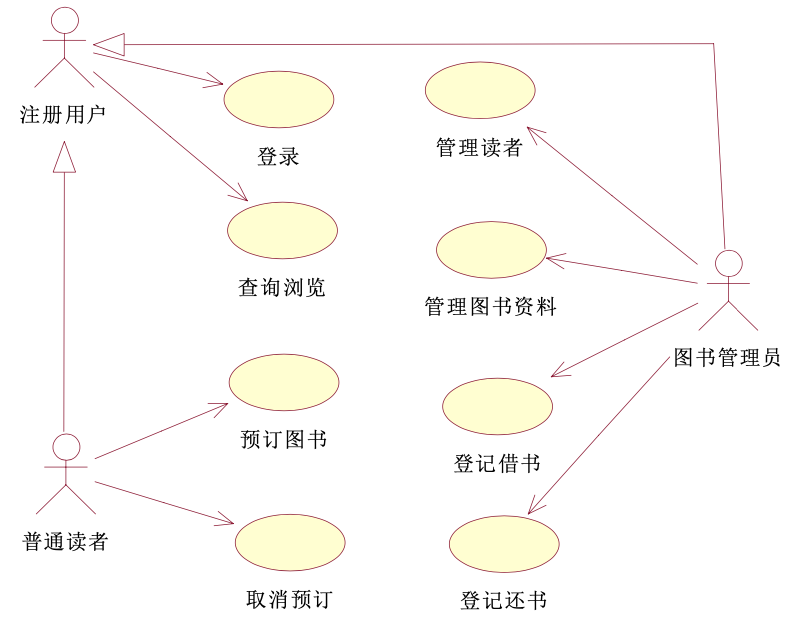 注册用户
登录
管理读者
查询浏览
管理图书资料
图书管理员
预订图书
登记借书
普通读者
取消预订
登记还书